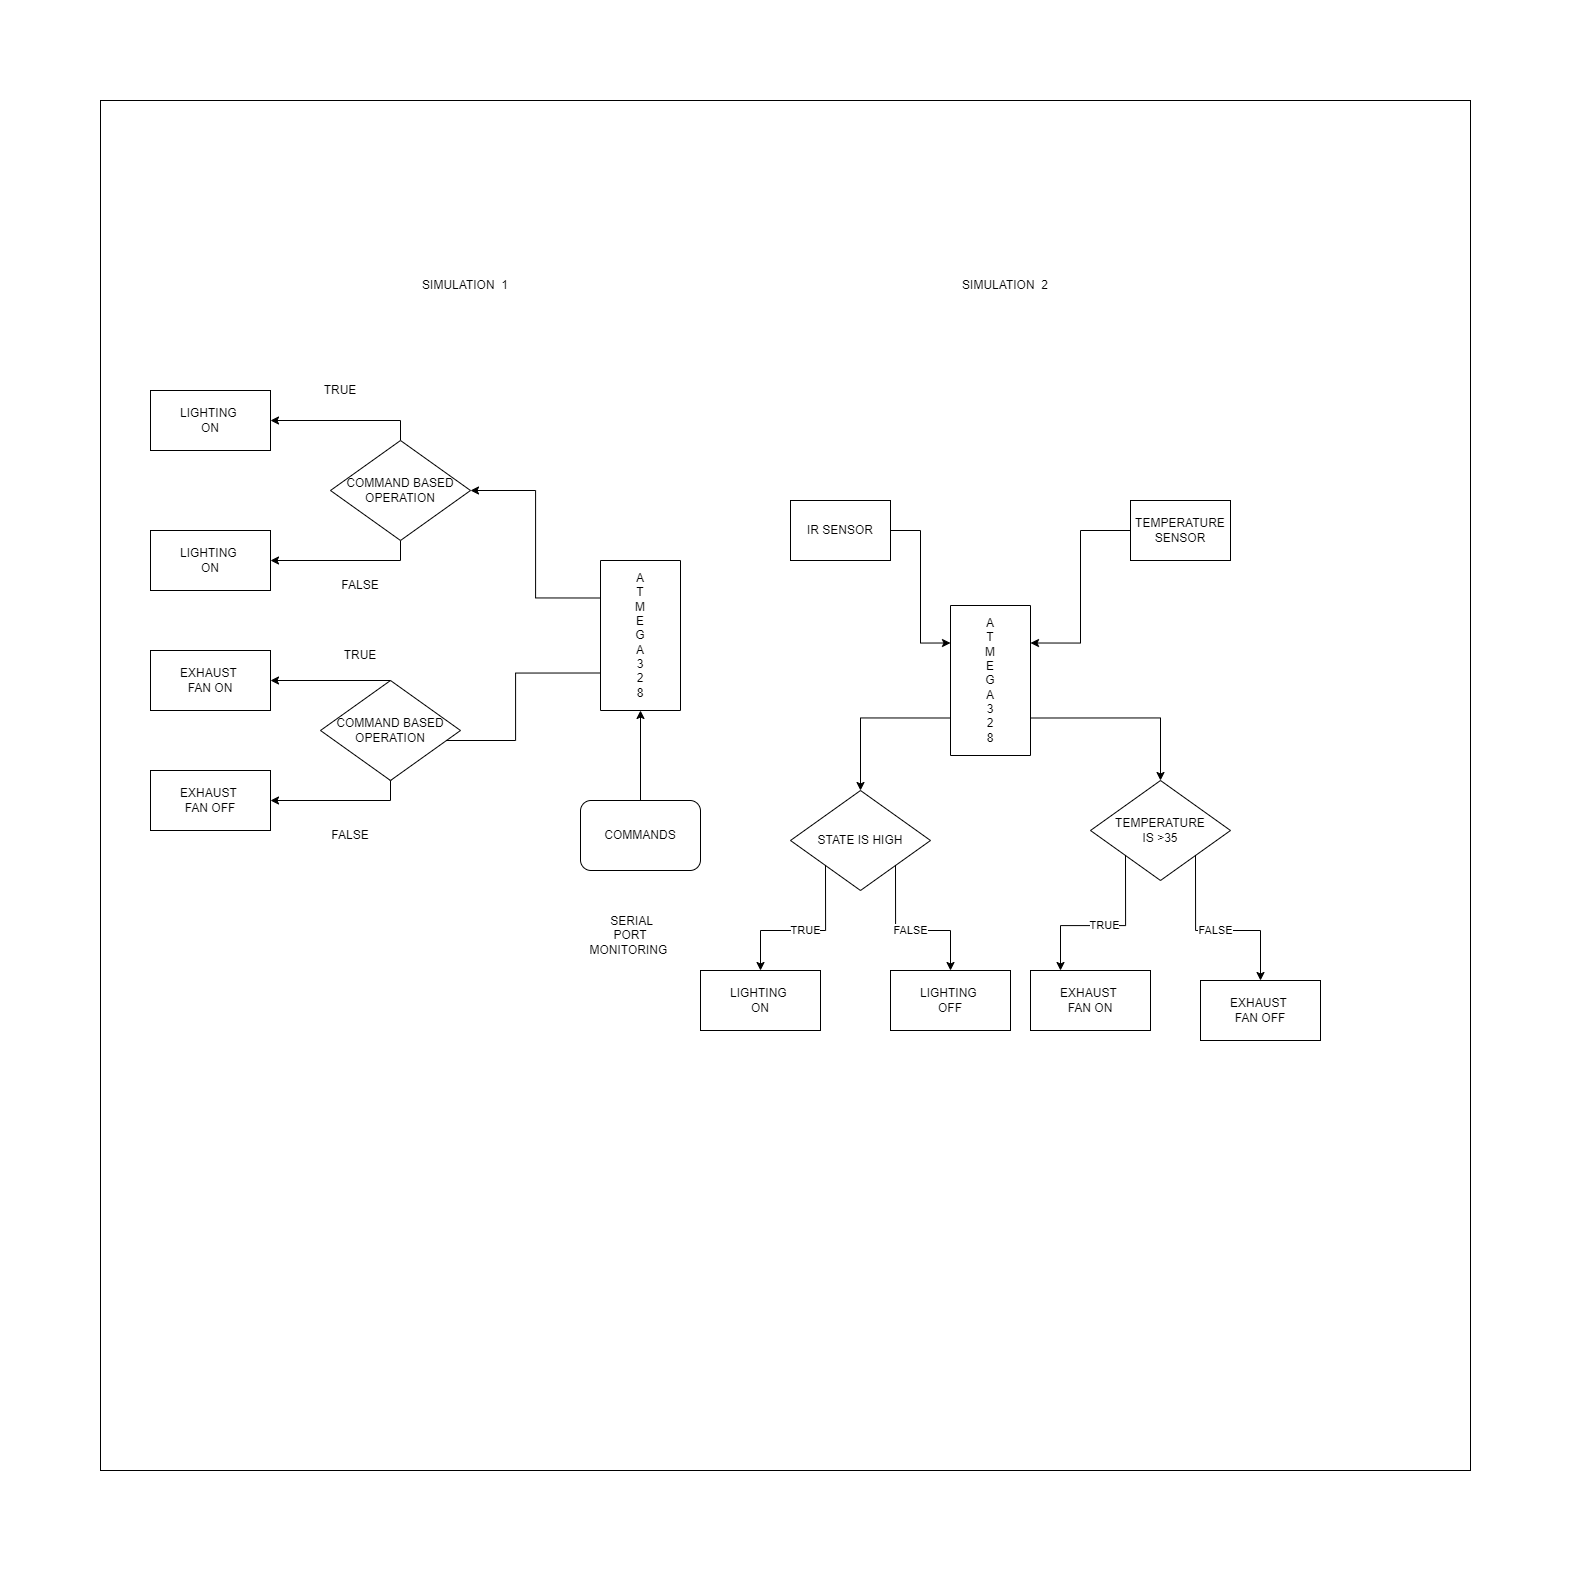 SIMULATION 1
SIMULATION 2
TRUE
LIGHTING
ON
COMMAND BASED
OPERATION
LIGHTING
ON
FALSE
TRUE
EXHAUST
FAN ON
COMMAND BASED
OPERATION
EXHAUST
FAN OFF
FALSE
A
T
M
E
G
A
3
2
8
COMMANDS
SERIAL
PORT
MONITORING
IR SENSOR
TEMPERATURE
SENSOR
A
T
M
E
G
A
3
2
8
STATE IS HIGH
TEMPERATURE
IS >35
TRUE
FALSE
TRUE
FALSE
LIGHTING
ON
LIGHTING
OFF
EXHAUST
FAN ON
EXHAUST
FAN OFF